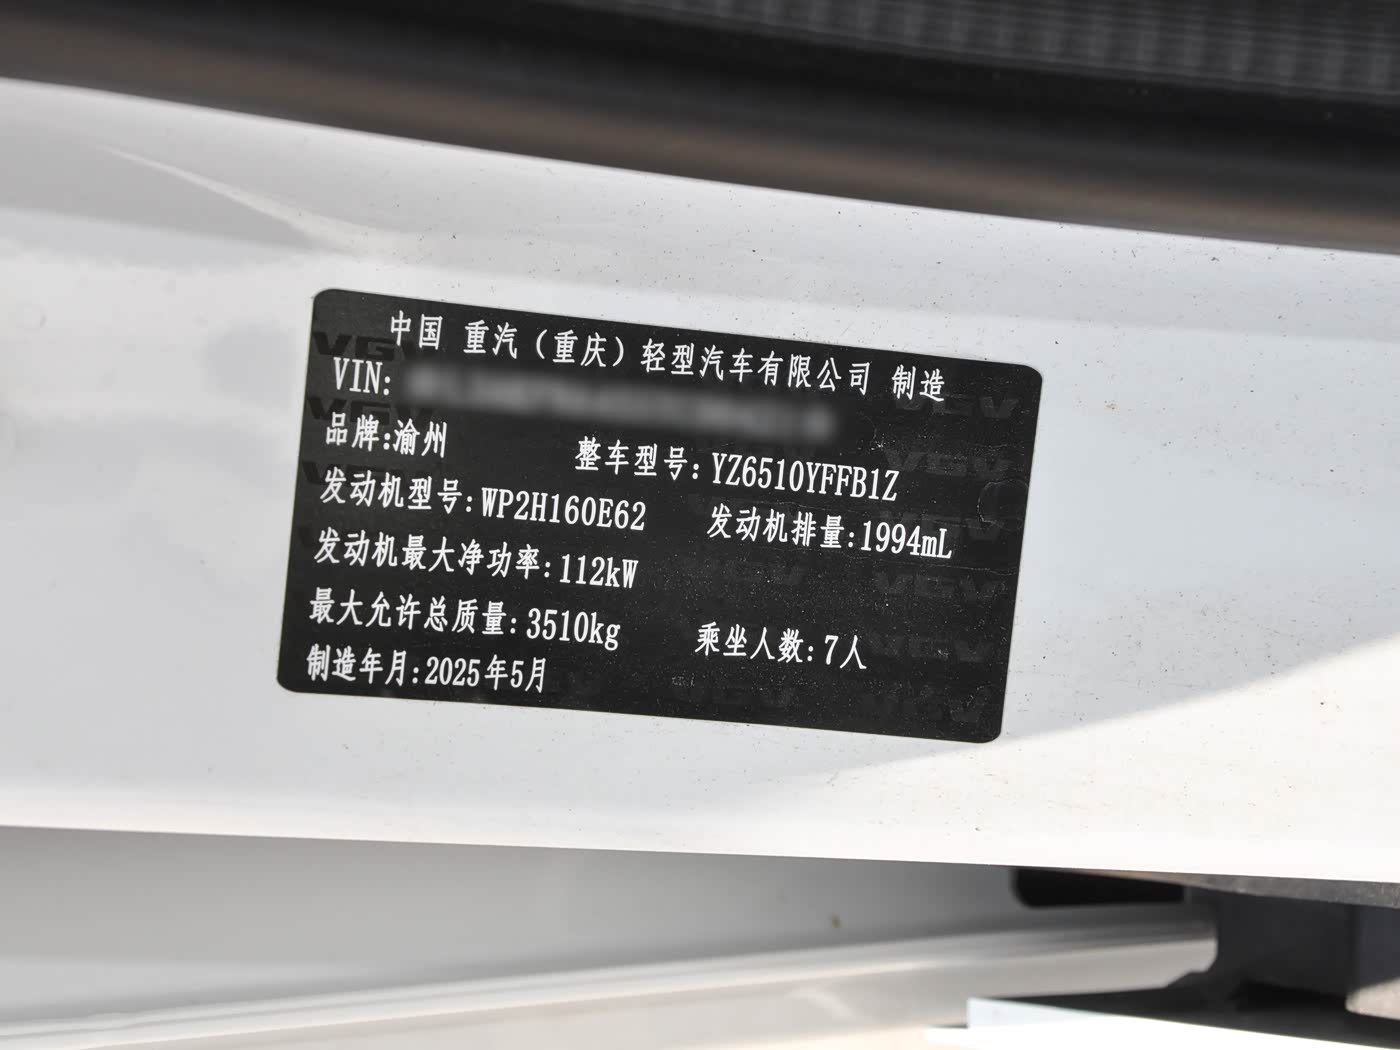 中国 重汽（重庆）轻型汽车有限公司 制造
VIN:
品牌:渝州 整车型号:YZ6510YFFB1Z
发动机型号:WP2H160E62 发动机排量:1994mL
发动机最大净功率:112kW
最大允许总质量:3510kg 乘坐人数:7人
制造年月:2025年5月
VGV